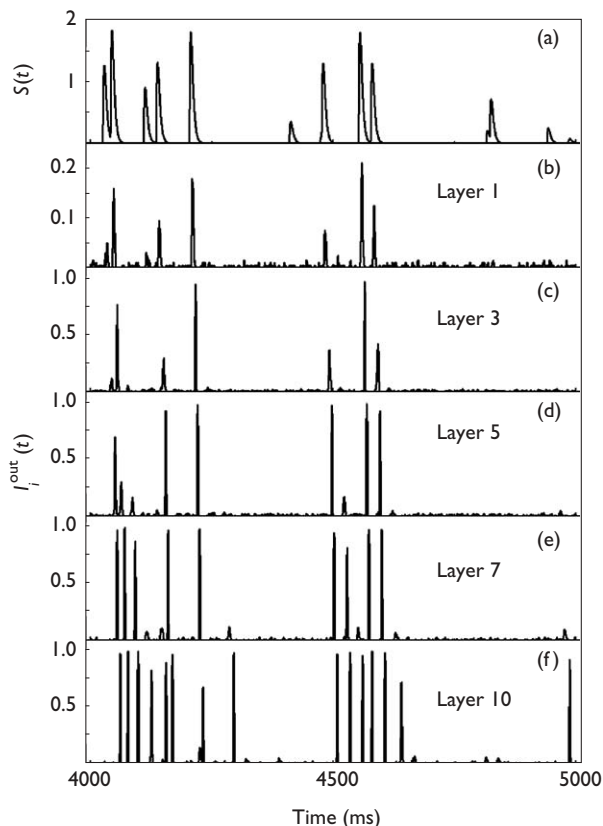 2
(a)
1
S(t)
0.2
(b)
Layer 1
0.1
1.0
(c)
Layer 3
0.5
1.0
(d)
Layer 5
0.5
I_i^out (t)
1.0
(e)
Layer 7
0.5
1.0
(f)
Layer 10
0.5
4000 4500 5000
Time (ms)